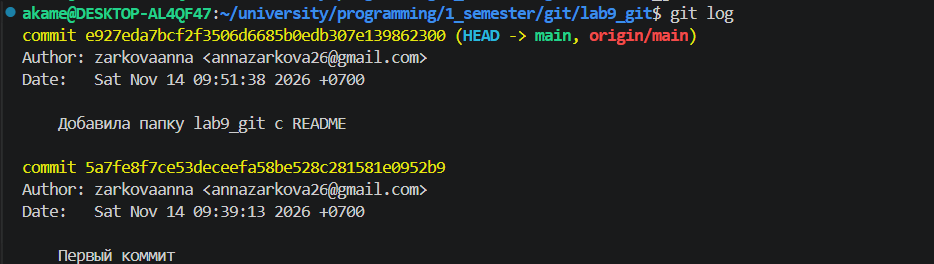 akame@DESKTOP-AL4QF47:~/university/programming/1_semester/git/lab9_git$ git log
commit e927eda7bcf2f3506d6685b0edb307e139862300 (HEAD -> main, origin/main)
Author: zarkovaanna <annazarkova26@gmail.com>
Date:   Sat Nov 14 09:51:38 2026 +0700
Добавила папку lab9_git с README
commit 5a7fe8f7ce53deceefa58be528c281581e0952b9
Author: zarkovaanna <annazarkova26@gmail.com>
Date:   Sat Nov 14 09:39:13 2026 +0700
Первый коммит